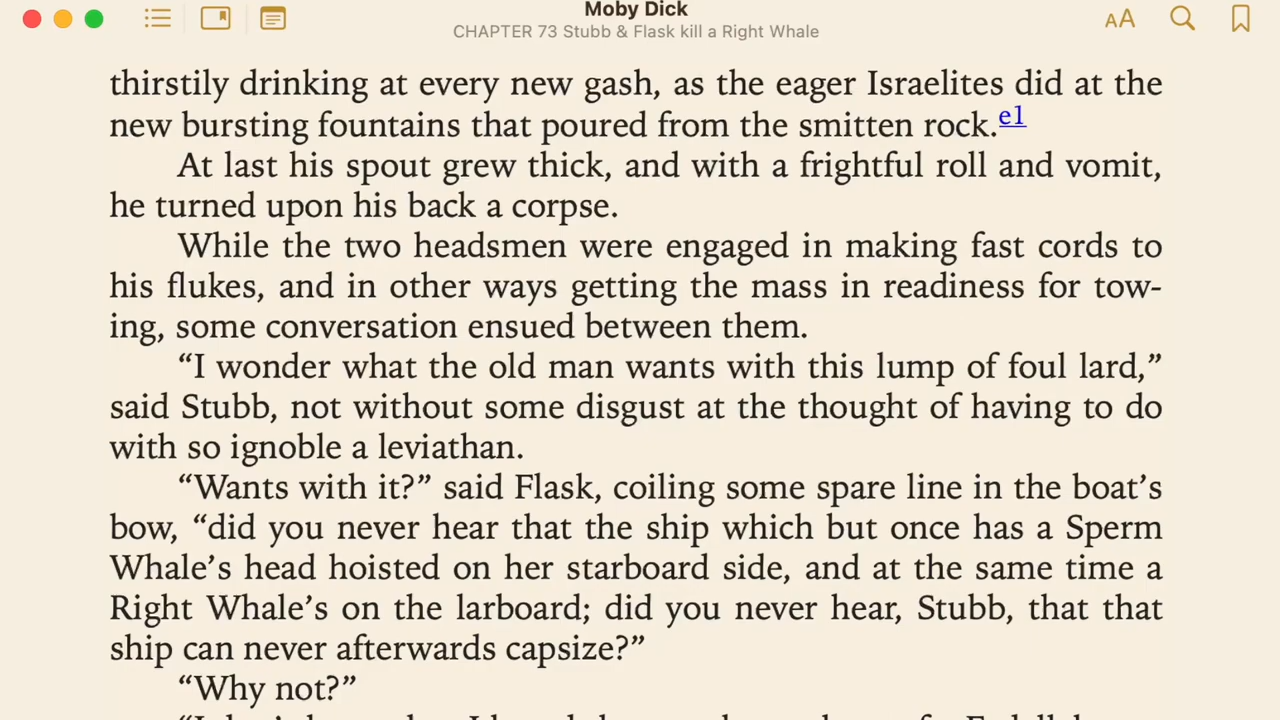 Moby Dick
CHAPTER 73 Stubb & Flask kill a Right Whale
AA
thirstily drinking at every new gash, as the eager Israelites did at the
new bursting fountains that poured from the smitten rock.e1
At last his spout grew thick, and with a frightful roll and vomit,
he turned upon his back a corpse.
While the two headsmen were engaged in making fast cords to
his flukes, and in other ways getting the mass in readiness for tow-
ing, some conversation ensued between them.
“I wonder what the old man wants with this lump of foul lard,”
said Stubb, not without some disgust at the thought of having to do
with so ignoble a leviathan.
“Wants with it?” said Flask, coiling some spare line in the boat’s
bow, “did you never hear that the ship which but once has a Sperm
Whale’s head hoisted on her starboard side, and at the same time a
Right Whale’s on the larboard; did you never hear, Stubb, that that
ship can never afterwards capsize?”
“Why not?”